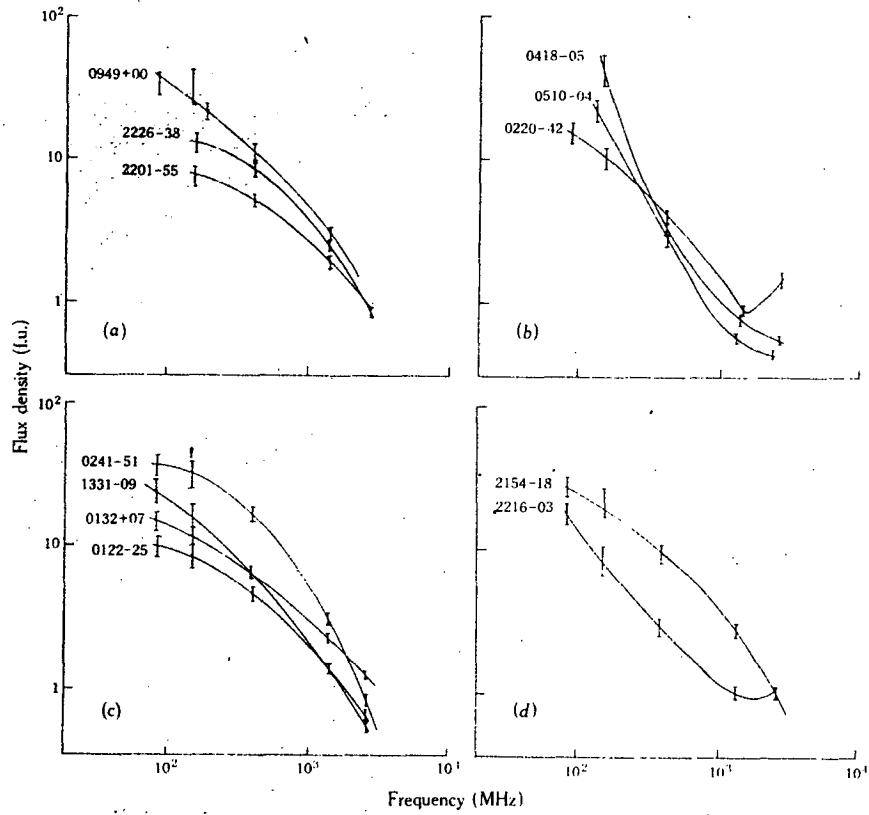 10²
10
1
0949+00
2226-38
2201-55
(a)
0418-05
0510-04
0220-42
(b)
Flux density (f.u.)
10²
10
1
0241-51
1331-09
0132+07
0122-25
(c)
2154-18
2216-03
(d)
10² 10³ 10⁴ 10² 10³ 10⁴
Frequency (MHz)